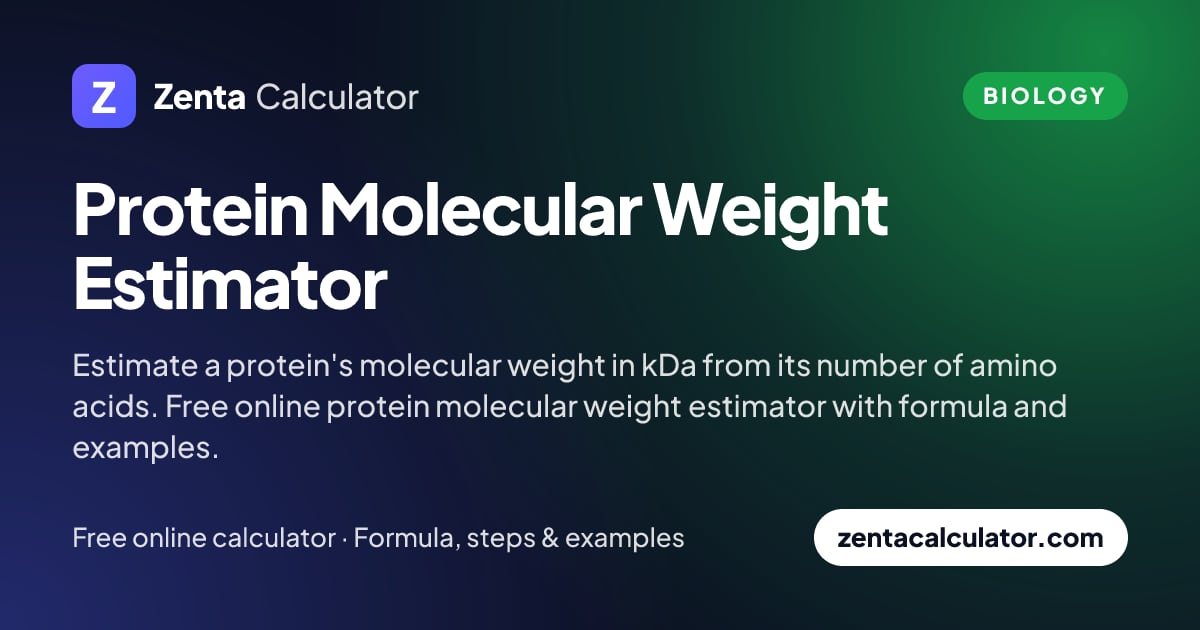 Z
Zenta Calculator
BIOLOGY
Protein Molecular Weight
Estimator
Estimate a protein's molecular weight in kDa from its number of amino
acids. Free online protein molecular weight estimator with formula and
examples.
Free online calculator · Formula, steps & examples
zentacalculator.com